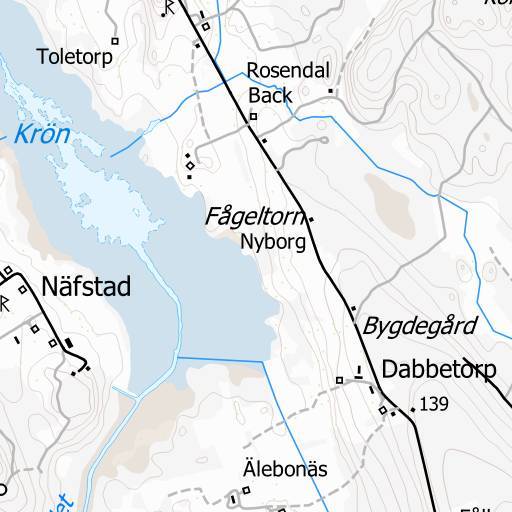 Toletorp
Rosendal
Back
Krön
Fågeltorn
Nyborg
Näfstad
Bygdegård
Dabbetorp
139
Älebonäs